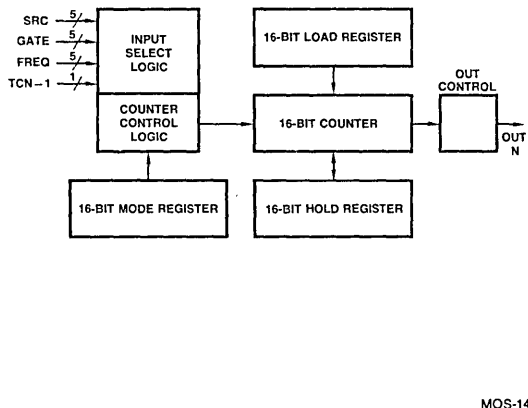 SRC
5
GATE
5
FREQ
5
TCN–1
1
INPUT
SELECT
LOGIC
COUNTER
CONTROL
LOGIC
16-BIT MODE REGISTER
16-BIT LOAD REGISTER
16-BIT COUNTER
16-BIT HOLD REGISTER
OUT
CONTROL
OUT
N
MOS-14